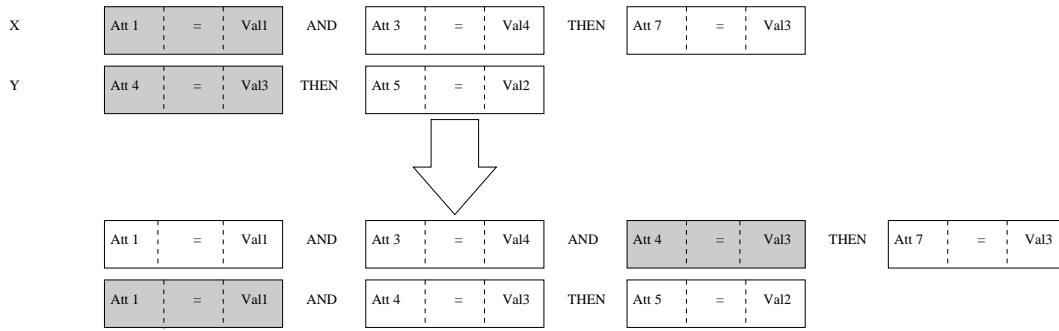 X Att 1 = Val1 AND Att 3 = Val4 THEN Att 7 = Val3
Y Att 4 = Val3 THEN Att 5 = Val2
Att 1 = Val1 AND Att 3 = Val4 AND Att 4 = Val3 THEN Att 7 = Val3
Att 1 = Val1 AND Att 4 = Val3 THEN Att 5 = Val2